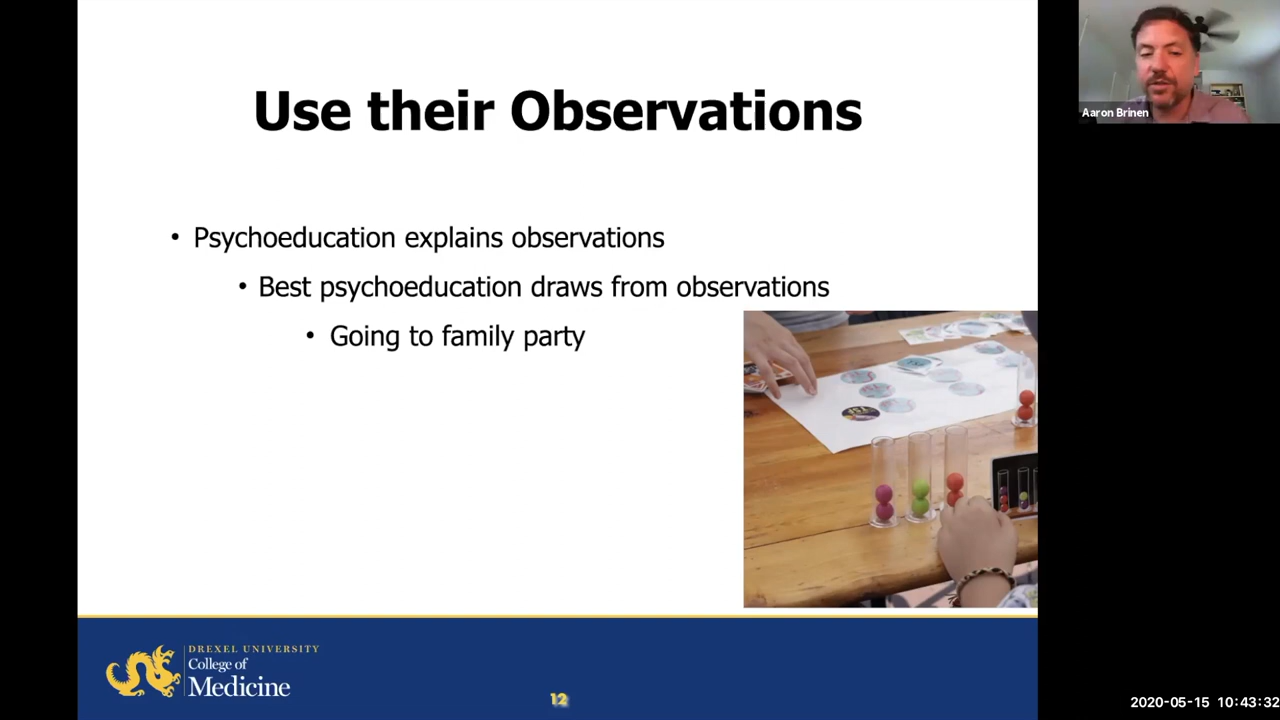 Use their Observations
• Psychoeducation explains observations
• Best psychoeducation draws from observations
• Going to family party
DREXEL UNIVERSITY
College of
Medicine
12
Aaron Brinen
2020-05-15 10:43:32